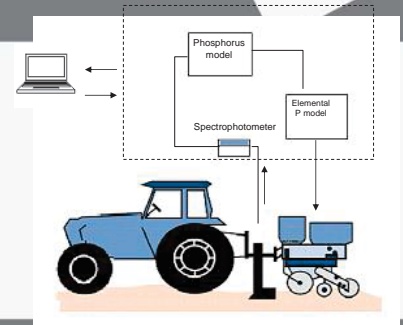 Phosphorus
model
Elemental
P model
Spectrophotometer